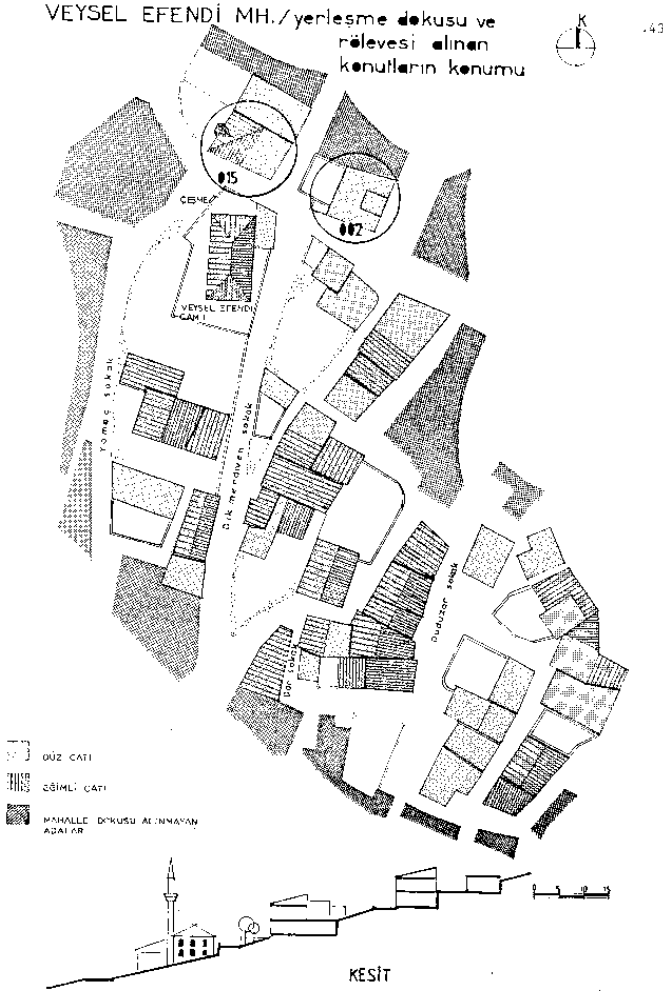 VEYSEL EFENDİ MH./yerleşme dokusu ve
rölevesi alınan
konutların konumu
K
.43
015
ÇEŞME
002
VEYSEL EFENDİ
CAMİ
Yamaç sokak
Dik merdiven sokak
Duduzar sokak
Dar sokak
DÜZ ÇATI
EĞİMLİ ÇATI
MAHALLE DOKUSU ALINMAYAN
ADALAR
0 5 10 15
KESİT